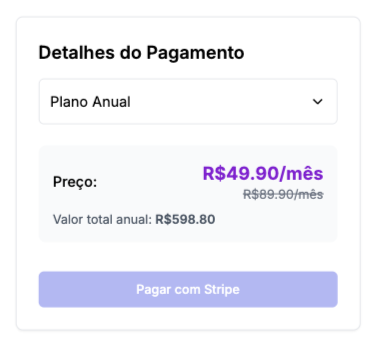 Detalhes do Pagamento
Plano Anual
Preço:
R$49.90/mês
R$89.90/mês
Valor total anual: R$598.80
Pagar com Stripe